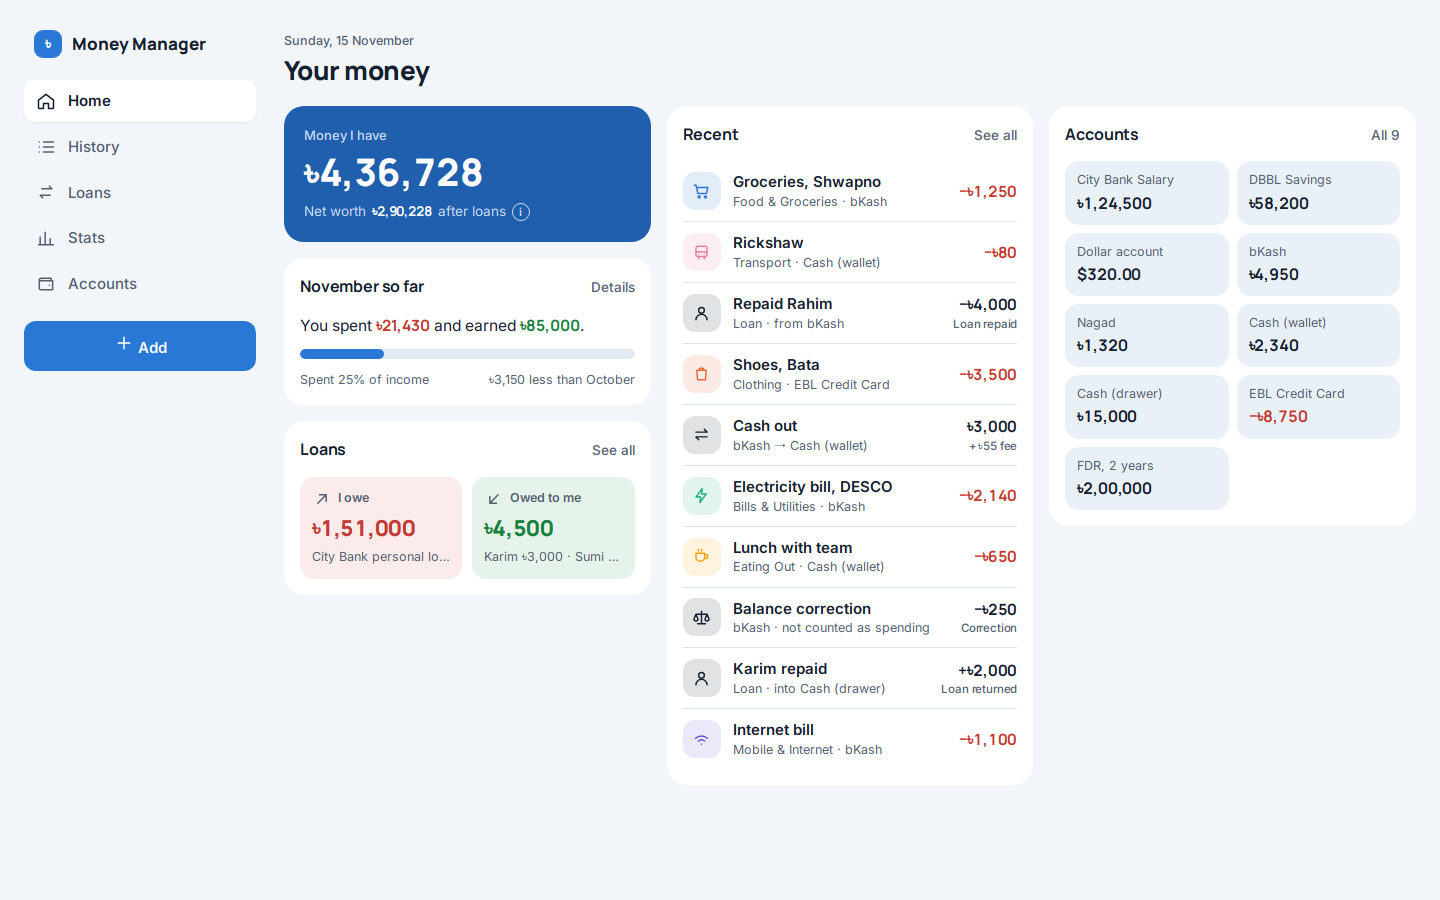 ৳ Money Manager
Home
History
Loans
Stats
Accounts
+ Add
Sunday, 15 November
Your money
Money I have
৳4,36,728
Net worth ৳2,90,228 after loans i
November so far Details
You spent ৳21,430 and earned ৳85,000.
Spent 25% of income ৳3,150 less than October
Loans See all
I owe
৳1,51,000
City Bank personal lo...
Owed to me
৳4,500
Karim ৳3,000 · Sumi ...
Recent See all
Groceries, Shwapno −৳1,250
Food & Groceries · bKash
Rickshaw −৳80
Transport · Cash (wallet)
Repaid Rahim −৳4,000
Loan · from bKash Loan repaid
Shoes, Bata −৳3,500
Clothing · EBL Credit Card
Cash out ৳3,000
bKash → Cash (wallet) +৳55 fee
Electricity bill, DESCO −৳2,140
Bills & Utilities · bKash
Lunch with team −৳650
Eating Out · Cash (wallet)
Balance correction −৳250
bKash · not counted as spending Correction
Karim repaid +৳2,000
Loan · into Cash (drawer) Loan returned
Internet bill −৳1,100
Mobile & Internet · bKash
Accounts All 9
City Bank Salary
৳1,24,500
DBBL Savings
৳58,200
Dollar account
$320.00
bKash
৳4,950
Nagad
৳1,320
Cash (wallet)
৳2,340
Cash (drawer)
৳15,000
EBL Credit Card
−৳8,750
FDR, 2 years
৳2,00,000